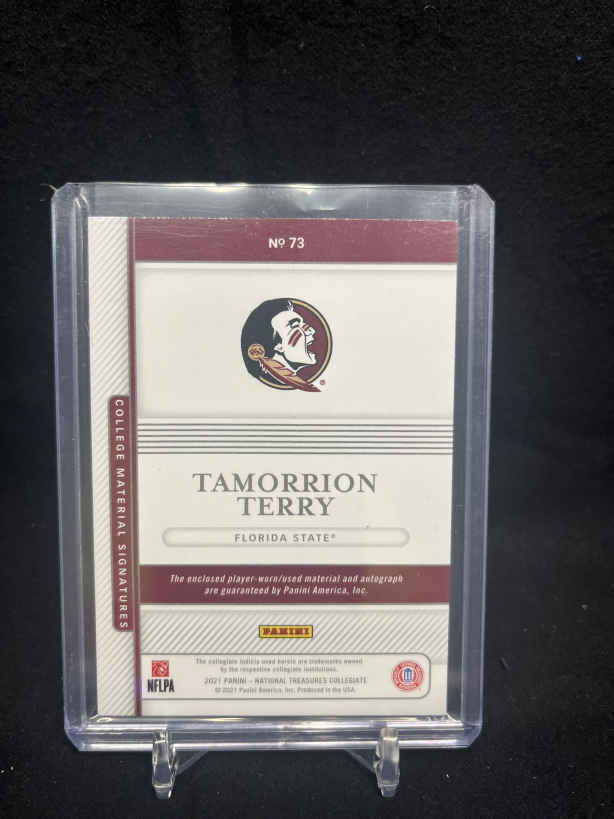 Nº 73
COLLEGE MATERIAL SIGNATURES
TAMORRION
TERRY
FLORIDA STATE®
The enclosed player-worn/used material and autograph
are guaranteed by Panini America, Inc.
PANINI
The collegiate indicia used herein are trademarks owned
by the respective collegiate institutions.
2021 PANINI – NATIONAL TREASURES COLLEGIATE
© 2021 Panini America, Inc. Produced in the USA.
NFLPA